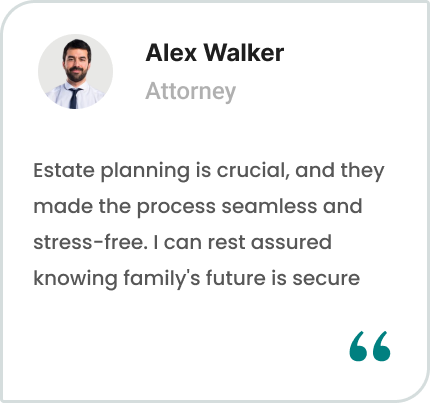 Alex Walker
Attorney
Estate planning is crucial, and they
made the process seamless and
stress-free. I can rest assured
knowing family's future is secure
“